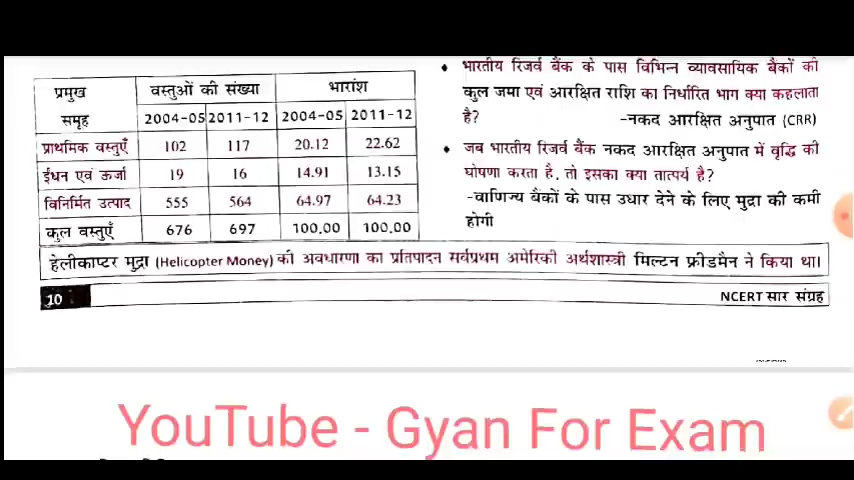 प्रमुख समूह वस्तुओं की संख्या भारांश
2004-05 2011-12 2004-05 2011-12
प्राथमिक वस्तुएँ 102 117 20.12 22.62
ईंधन एवं ऊर्जा 19 16 14.91 13.15
विनिर्मित उत्पाद 555 564 64.97 64.23
कुल वस्तुएँ 676 697 100.00 100.00
• भारतीय रिजर्व बैंक के पास विभिन्न व्यावसायिक बैंकों की
कुल जमा एवं आरक्षित राशि का निर्धारित भाग क्या कहलाता
है? -नकद आरक्षित अनुपात (CRR)
• जब भारतीय रिजर्व बैंक नकद आरक्षित अनुपात में वृद्धि की
घोषणा करता है, तो इसका क्या तात्पर्य है?
-वाणिज्य बैंकों के पास उधार देने के लिए मुद्रा की कमी
होगी
हेलीकाप्टर मुद्रा (Helicopter Money) की अवधारणा का प्रतिपादन सर्वप्रथम अमेरिकी अर्थशास्त्री मिल्टन फ्रीडमैन ने किया था।
10 NCERT सार संग्रह
YouTube - Gyan For Exam